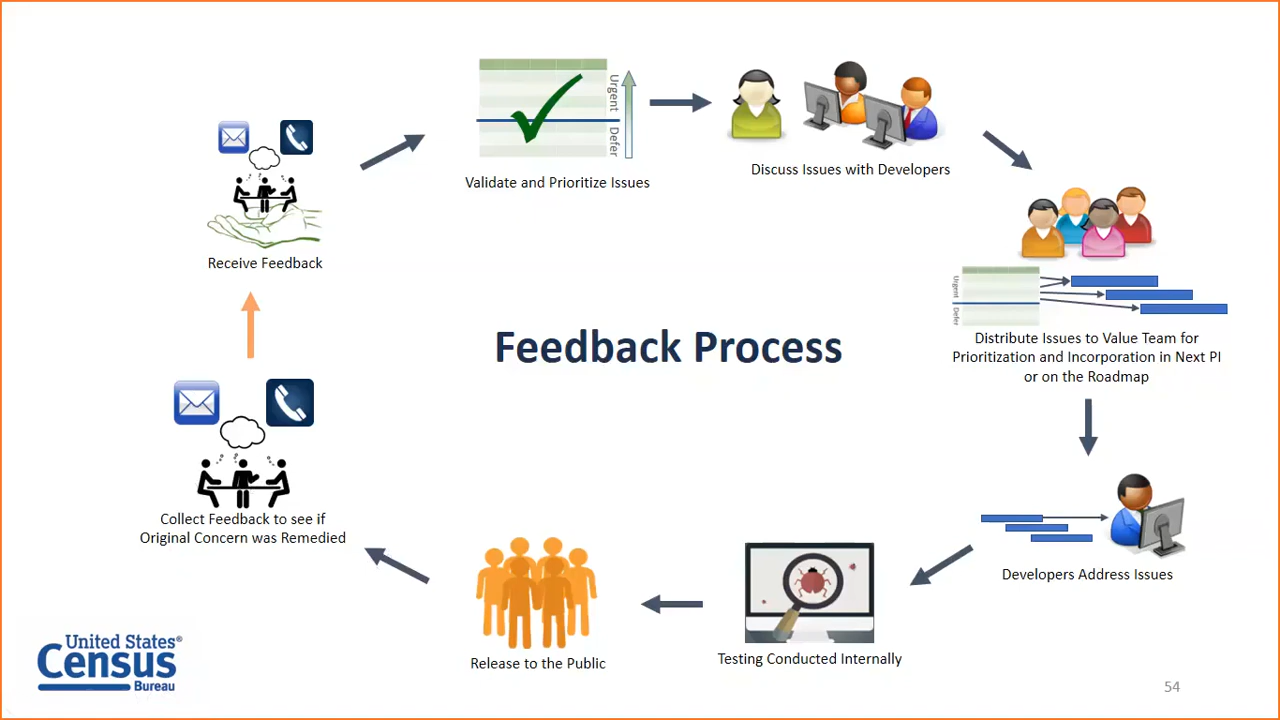 Feedback Process
Receive Feedback
Urgent
Defer
Validate and Prioritize Issues
Discuss Issues with Developers
Urgent
Defer
Distribute Issues to Value Team for
Prioritization and Incorporation in Next PI
or on the Roadmap
Developers Address Issues
Testing Conducted Internally
Release to the Public
Collect Feedback to see if
Original Concern was Remedied
United States®
Census
Bureau
54